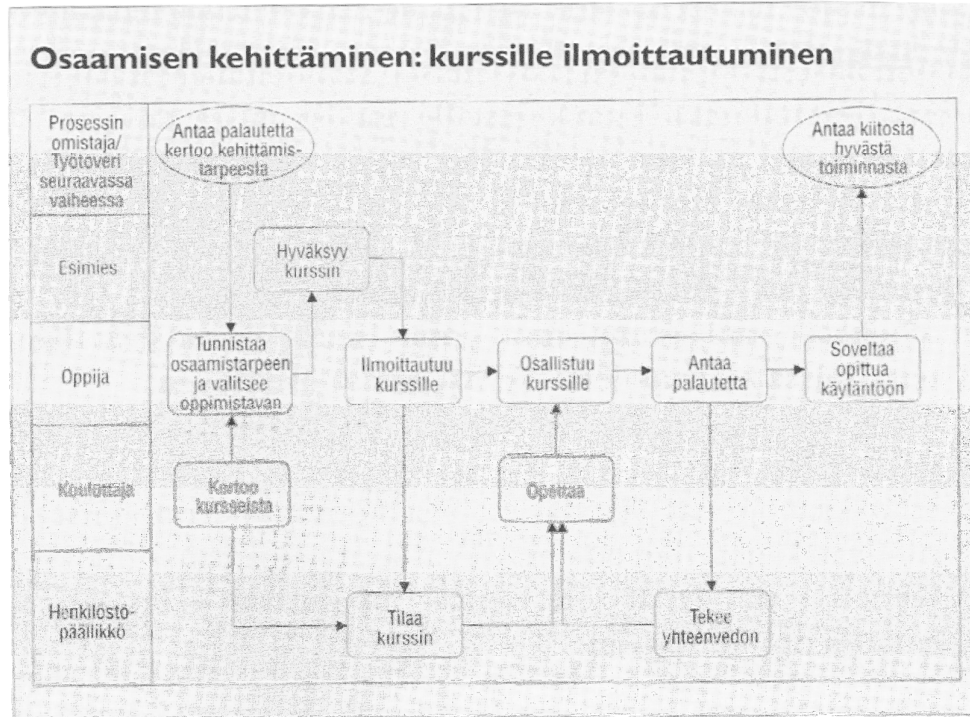 Osaamisen kehittäminen: kurssille ilmoittautuminen
Prosessin
omistaja/
Työtoveri
seuraavassa
vaiheessa
Antaa palautetta
kertoo kehittämis-
tarpeesta
Antaa kiitosta
hyvästä
toiminnasta
Esimies
Hyväksyy
kurssin
Oppija
Tunnistaa
osaamistarpeen
ja valitsee
oppimistavan
Ilmoittautuu
kurssille
Osallistuu
kurssille
Antaa
palautetta
Soveltaa
opittua
käytäntöön
Kouluttaja
Kertoo
kursseista
Opettaa
Henkilöstö-
päällikkö
Tilaa
kurssin
Tekee
yhteenvedon